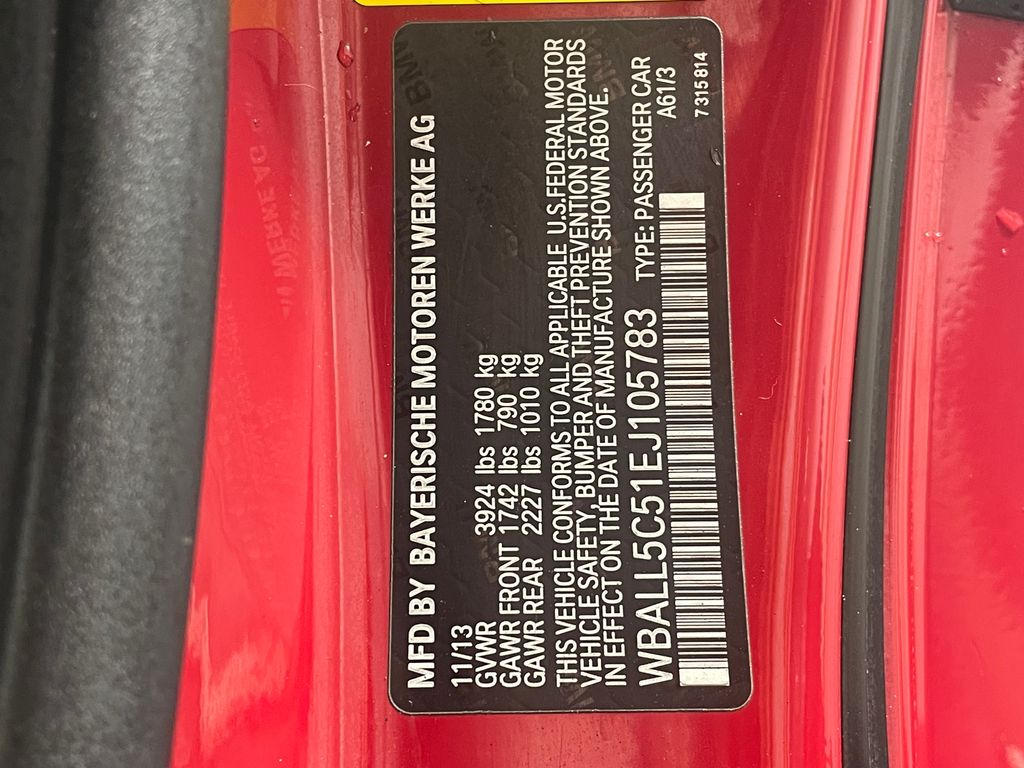 MFD BY BAYERISCHE MOTOREN WERKE AG
11/13
GVWR 3924 lbs 1780 kg
GAWR FRONT 1742 lbs 790 kg
GAWR REAR 2227 lbs 1010 kg
THIS VEHICLE CONFORMS TO ALL APPLICABLE U.S.FEDERAL MOTOR
VEHICLE SAFETY, BUMPER AND THEFT PREVENTION STANDARDS
IN EFFECT ON THE DATE OF MANUFACTURE SHOWN ABOVE.
WBALL5C51EJ105783 TYPE: PASSENGER CAR
A61/3
7315814